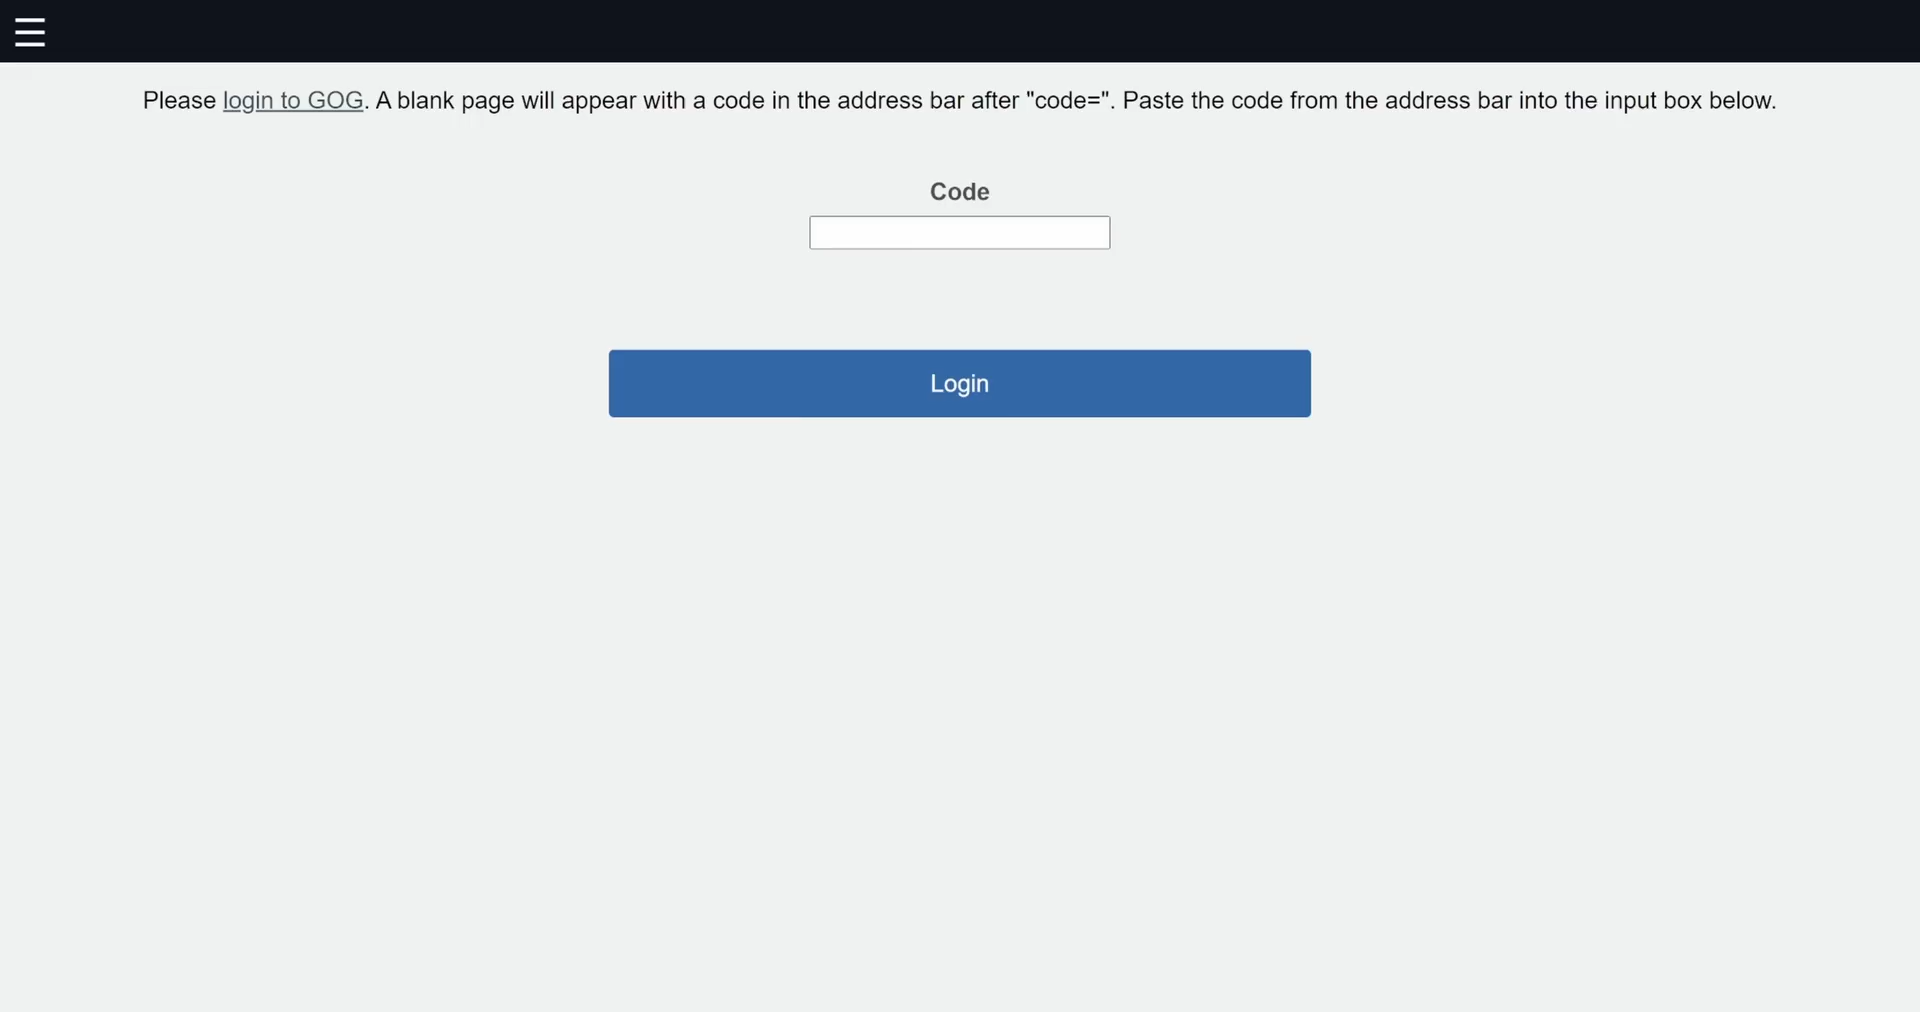 Please login to GOG. A blank page will appear with a code in the address bar after "code=". Paste the code from the address bar into the input box below.
Code
Login